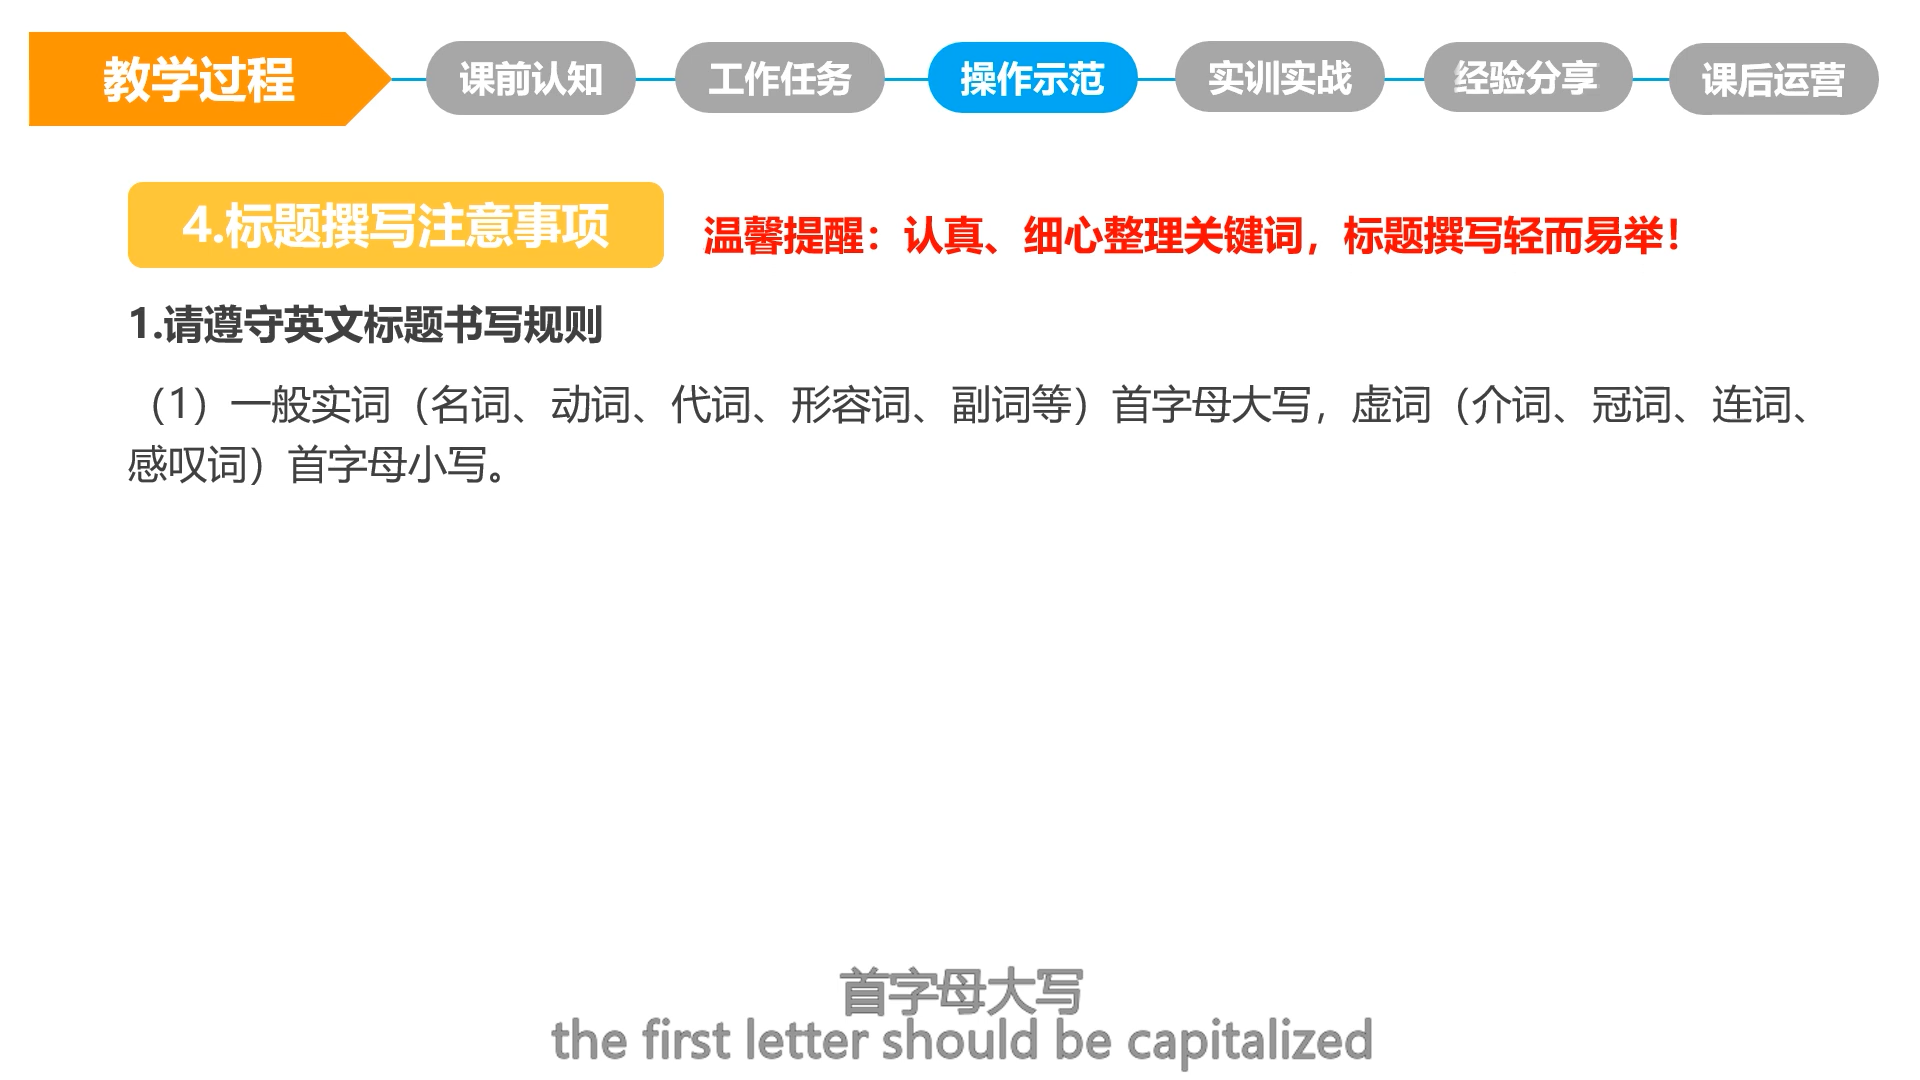 教学过程
课前认知
工作任务
操作示范
实训实战
经验分享
课后运营
4.标题撰写注意事项
温馨提醒：认真、细心整理关键词，标题撰写轻而易举！
1.请遵守英文标题书写规则
（1）一般实词（名词、动词、代词、形容词、副词等）首字母大写，虚词（介词、冠词、连词、
感叹词）首字母小写。
首字母大写
the first letter should be capitalized